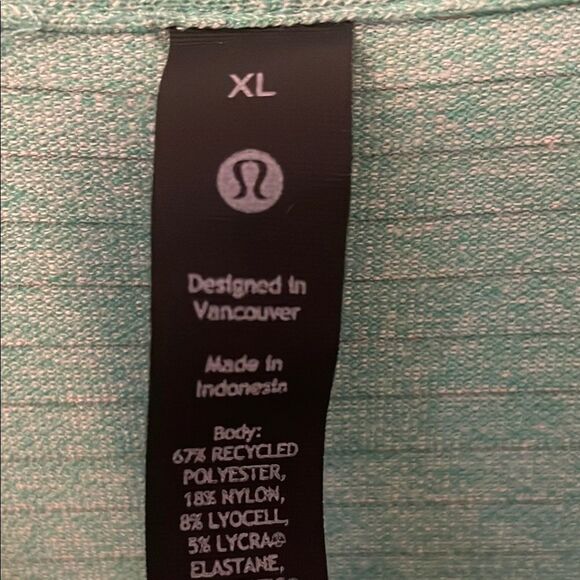 XL
Designed in
Vancouver
Made in
Indonesia
Body:
67% RECYCLED
POLYESTER,
18% NYLON,
8% LYOCELL,
5% LYCRA®
ELASTANE,